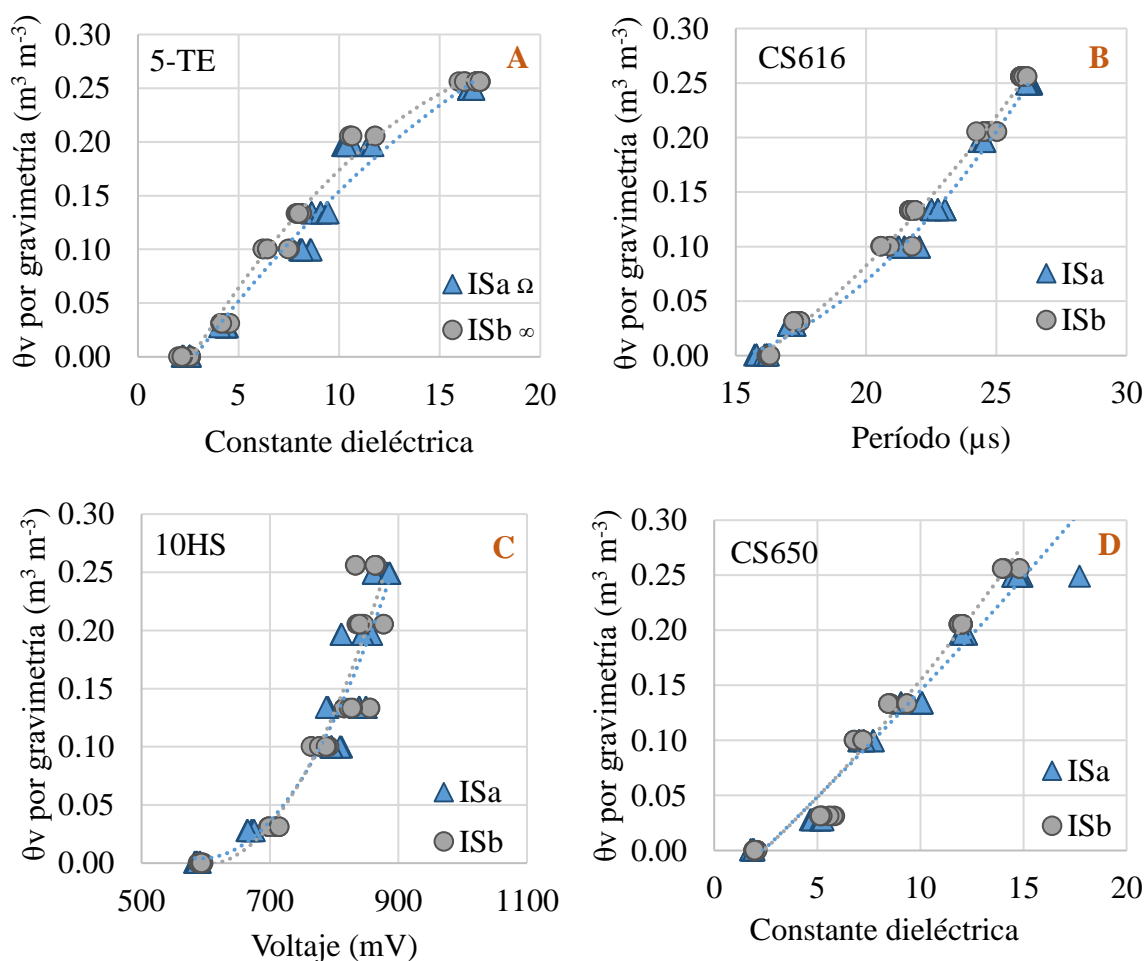 θv por gravimetría (m³ m⁻³)
0.30
0.25
0.20
0.15
0.10
0.05
0.00
5-TE
A
ISa Ω
ISb ∞
0
5
10
15
20
Constante dieléctrica
θv por gravimetría (m³ m⁻³)
0.30
0.25
0.20
0.15
0.10
0.05
0.00
CS616
B
ISa
ISb
15
20
25
30
Período (µs)
θv por gravimetría (m³ m⁻³)
0.30
0.25
0.20
0.15
0.10
0.05
0.00
10HS
C
ISa
ISb
500
700
900
1100
Voltaje (mV)
θv por gravimetría (m³ m⁻³)
0.30
0.25
0.20
0.15
0.10
0.05
0.00
CS650
D
ISa
ISb
0
5
10
15
20
Constante dieléctrica